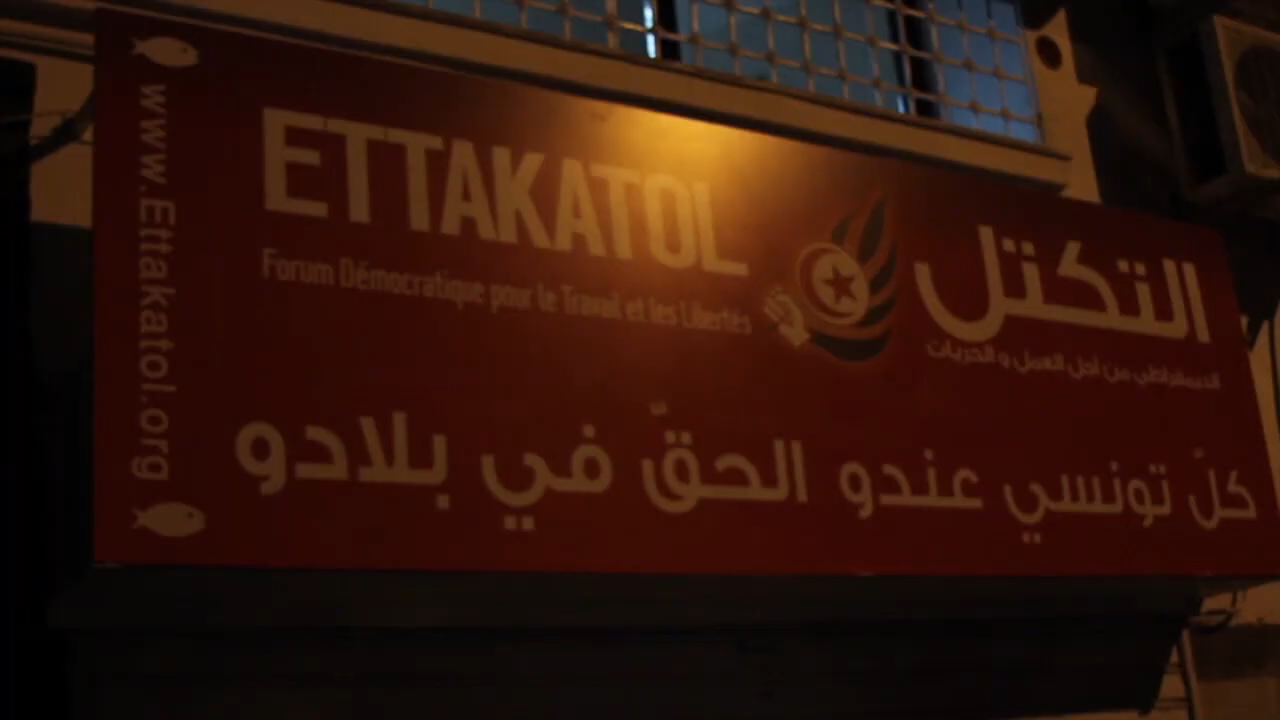 www.Ettakatol.org
ETTAKATOL
Forum Démocratique pour le Travail et les Libertés
التكتل
الديمقراطي من أجل العمل و الحريات
كلّ تونسي عندو الحقّ في بلادو